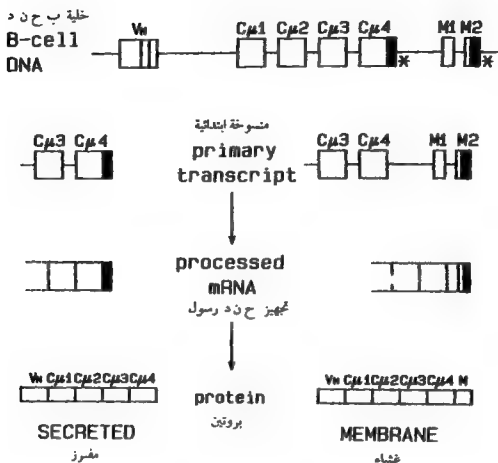 خلية ب ح ن د
B-cell
DNA
VH Cμ1 Cμ2 Cμ3 Cμ4 M1 M2
* *
Cμ3 Cμ4 منسوخة ابتدائية Cμ3 Cμ4 M1 M2
primary
transcript
processed
mRNA
تجهيز ح ن د رسول
VH Cμ1 Cμ2 Cμ3 Cμ4 protein VH Cμ1 Cμ2 Cμ3 Cμ4 M
بروتين
SECRETED MEMBRANE
مفرز غشاء